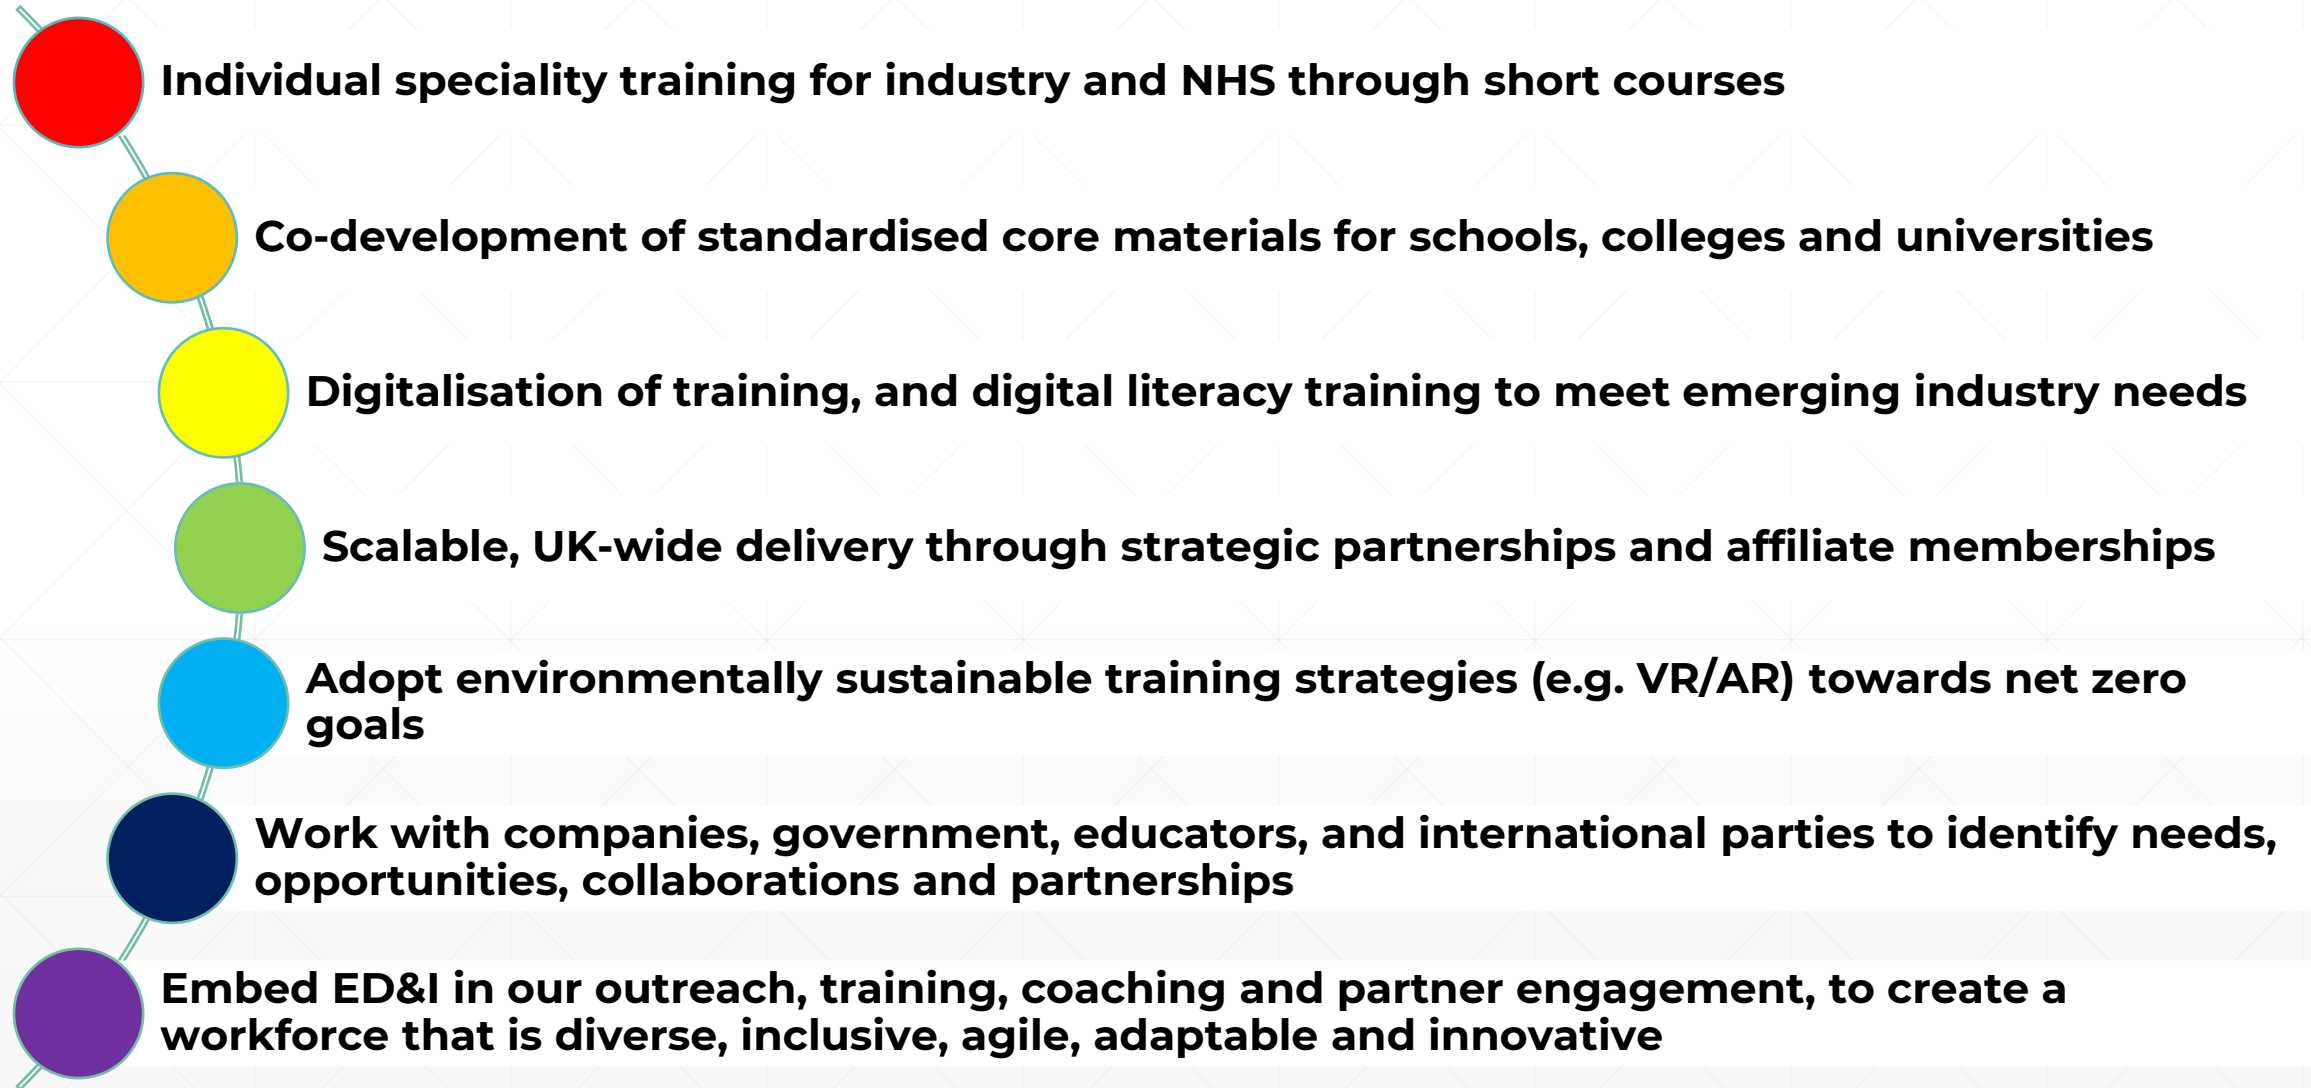 Individual speciality training for industry and NHS through short courses
Co-development of standardised core materials for schools, colleges and universities
Digitalisation of training, and digital literacy training to meet emerging industry needs
Scalable, UK-wide delivery through strategic partnerships and affiliate memberships
Adopt environmentally sustainable training strategies (e.g. VR/AR) towards net zero
goals
Work with companies, government, educators, and international parties to identify needs,
opportunities, collaborations and partnerships
Embed ED&I in our outreach, training, coaching and partner engagement, to create a
workforce that is diverse, inclusive, agile, adaptable and innovative